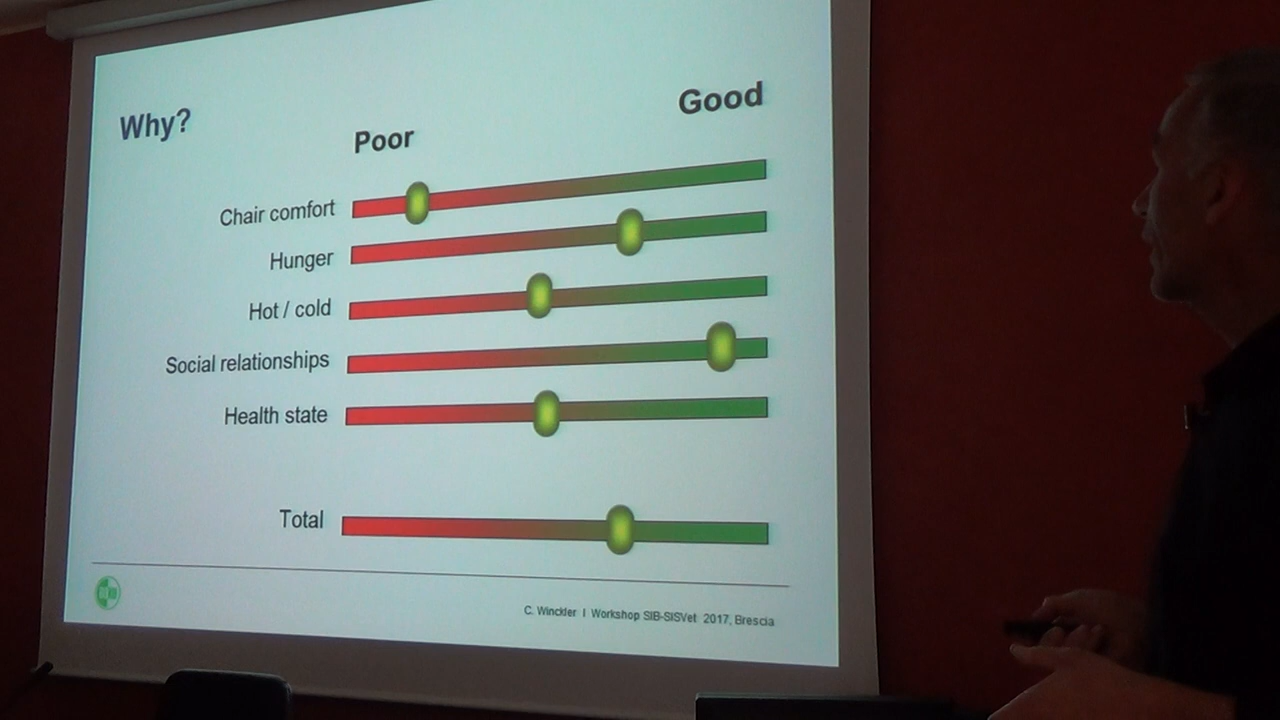 Why?
Poor
Good
Chair comfort
Hunger
Hot / cold
Social relationships
Health state
Total
C. Winckler I Workshop SIB-SISVet 2017, Brescia